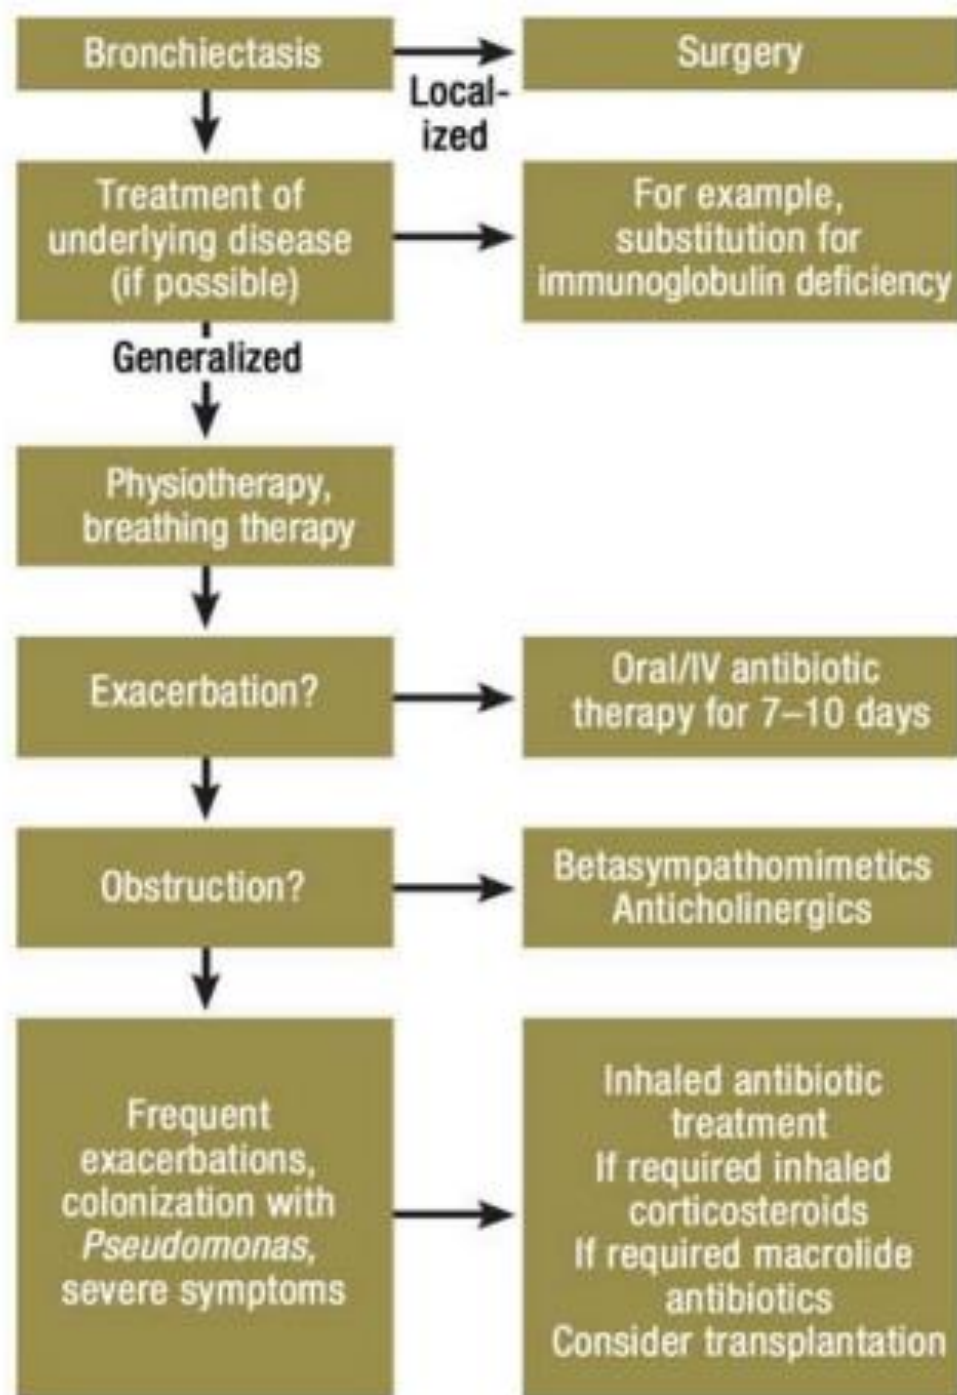 Bronchiectasis
Surgery
Local-
ized
Treatment of
underlying disease
(if possible)
For example,
substitution for
immunoglobulin deficiency
Generalized
Physiotherapy,
breathing therapy
Exacerbation?
Oral/IV antibiotic
therapy for 7–10 days
Obstruction?
Betasympathomimetics
Anticholinergics
Frequent
exacerbations,
colonization with
Pseudomonas,
severe symptoms
Inhaled antibiotic
treatment
If required inhaled
corticosteroids
If required macrolide
antibiotics
Consider transplantation